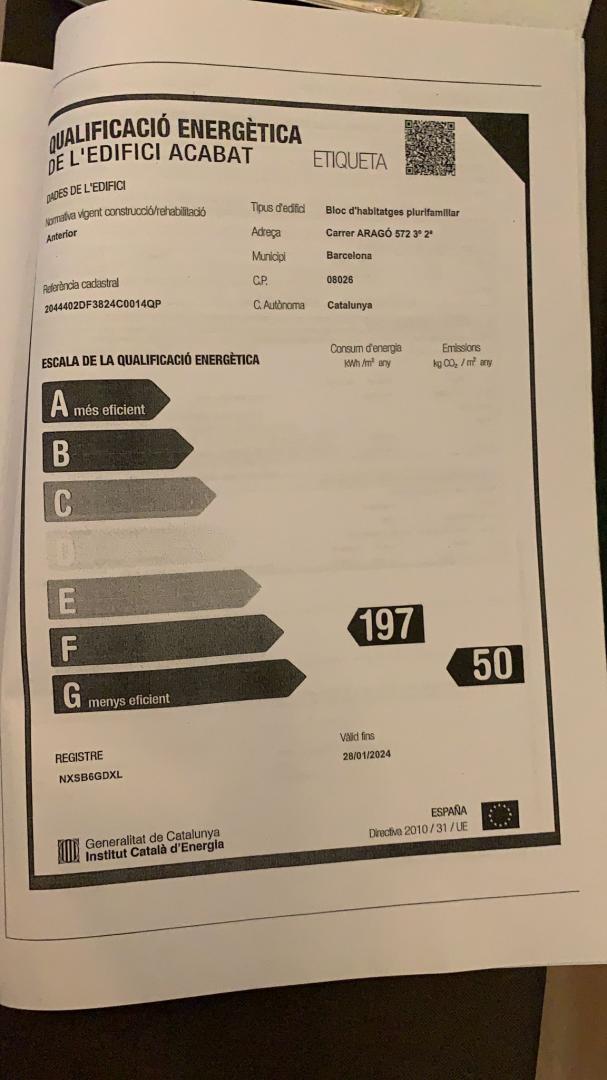 QUALIFICACIÓ ENERGÈTICA
DE L'EDIFICI ACABAT
ETIQUETA
DADES DE L'EDIFICI
Normativa vigent construcció/rehabilitació
Anterior
Referència cadastral
2044402DF3824C0014QP
Tipus d'edifici Bloc d'habitatges plurifamiliar
Adreça Carrer ARAGÓ 572 3º 2ª
Municipi Barcelona
C.P. 08026
C. Autònoma Catalunya
ESCALA DE LA QUALIFICACIÓ ENERGÈTICA
Consum d'energia
kWh /m² any
Emissions
kg CO₂ / m² any
A més eficient
B
C
D
E
F
197
G menys eficient
50
REGISTRE
NXSB6GDXL
Vàlid fins
28/01/2024
ESPAÑA
Directiva 2010 / 31 / UE
Generalitat de Catalunya
Institut Català d'Energia